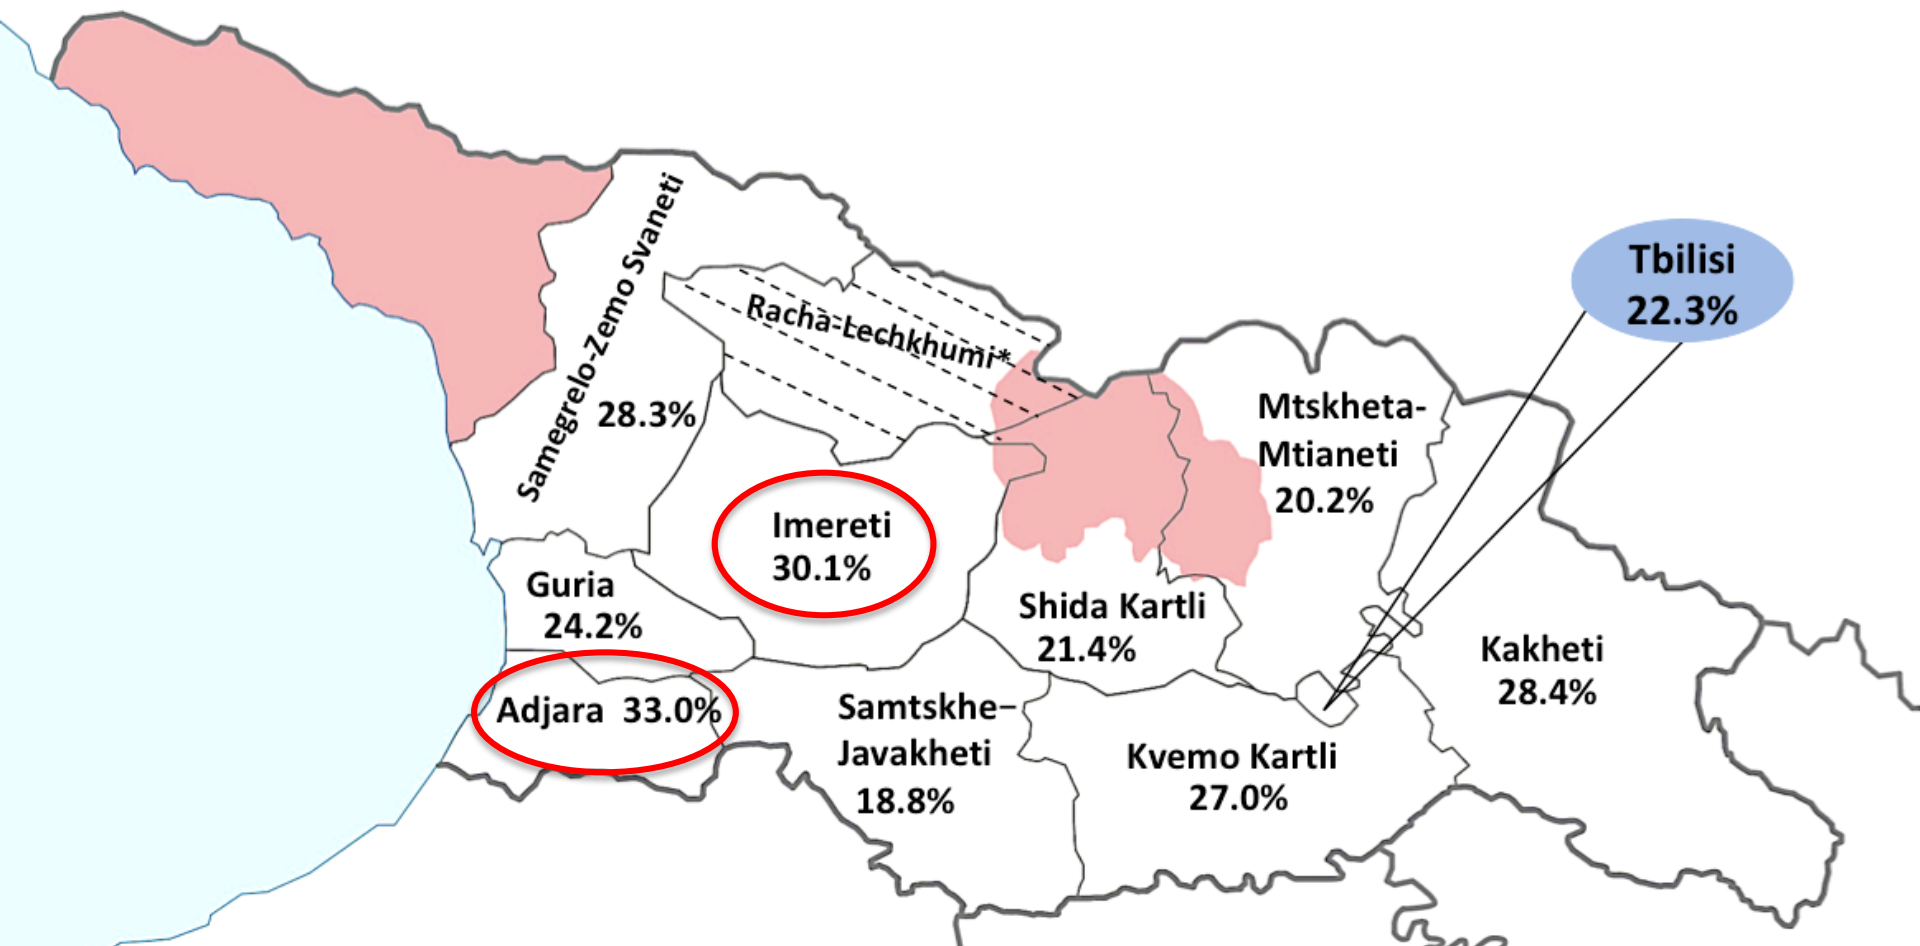 Samegrelo-Zemo Svaneti
28.3%
Racha-Lechkhumi*
Tbilisi
22.3%
Mtskheta-
Mtianeti
20.2%
Imereti
30.1%
Guria
24.2%
Shida Kartli
21.4%
Kakheti
28.4%
Adjara 33.0%
Samtskhe–
Javakheti
18.8%
Kvemo Kartli
27.0%